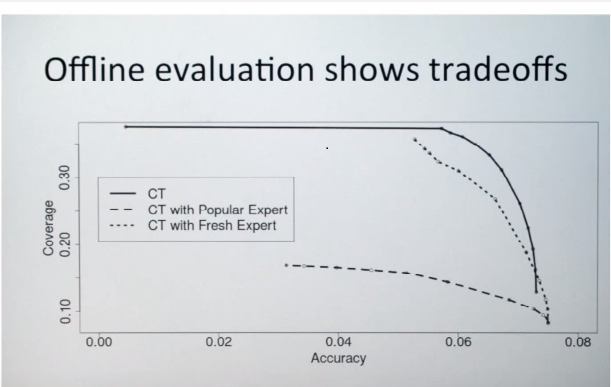 Offline evaluation shows tradeoffs
Coverage
0.30
0.20
0.10
CT
CT with Popular Expert
CT with Fresh Expert
0.00
0.02
0.04
0.06
0.08
Accuracy